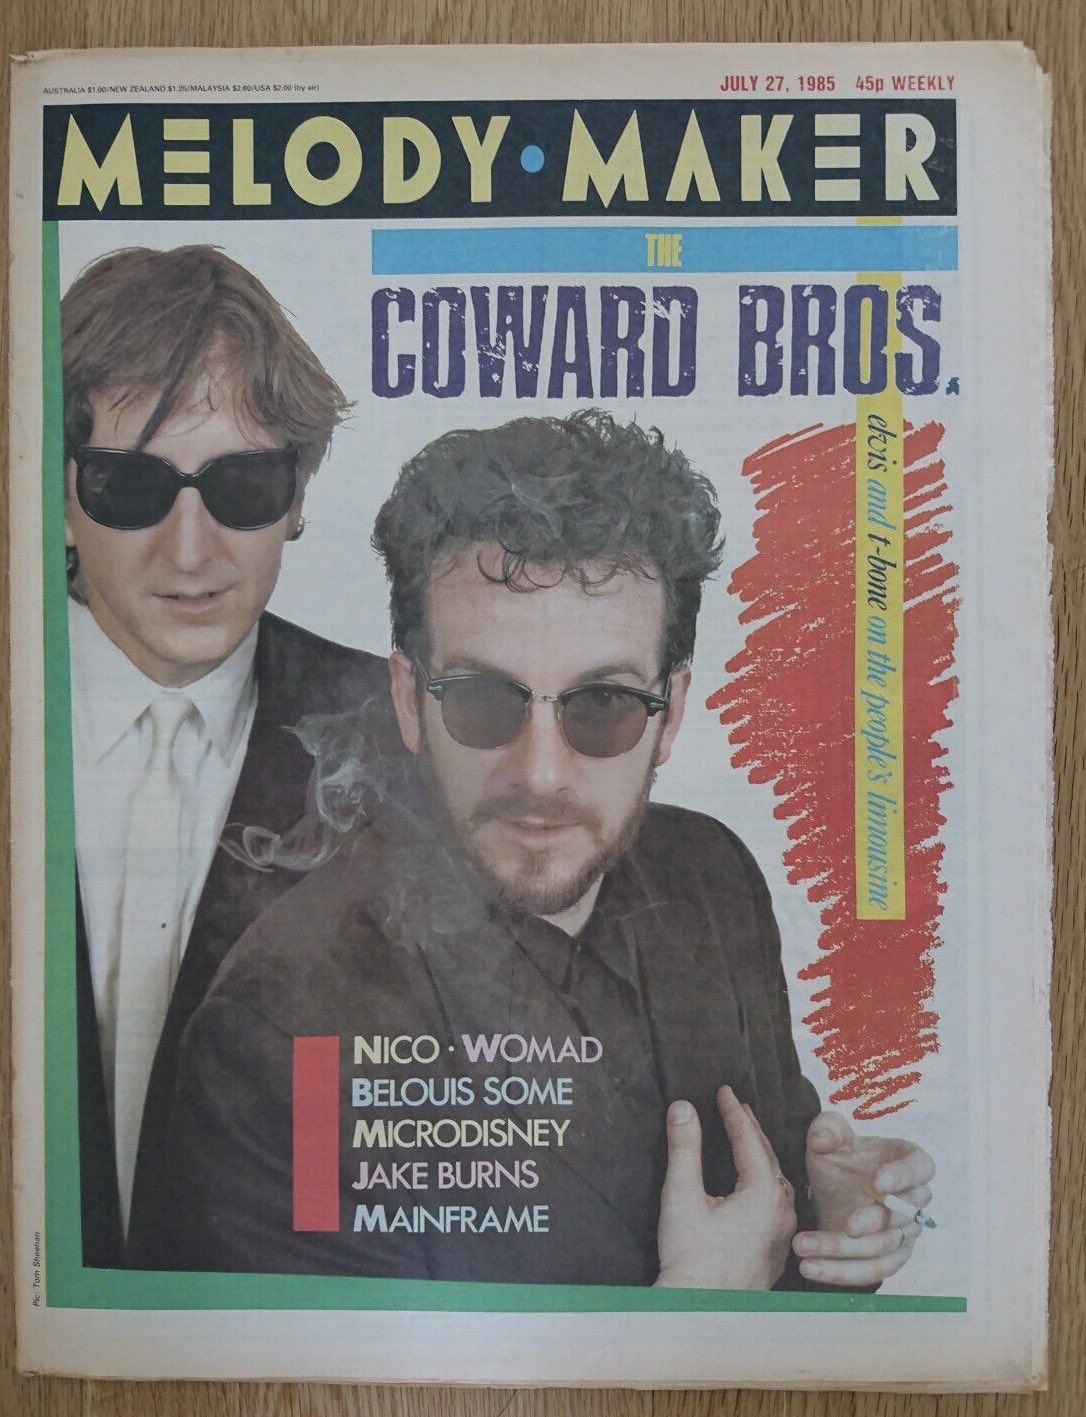 AUSTRALIA $1.00/NEW ZEALAND $1.25/MALAYSIA $2.60/USA $2.00 (by air)
JULY 27, 1985 45p WEEKLY
MELODY·MAKER
THE
COWARD BROS.
elvis and t-bone on the people's limousine
NICO · WOMAD
BELOUIS SOME
MICRODISNEY
JAKE BURNS
MAINFRAME
Pic: Tom Sheehan